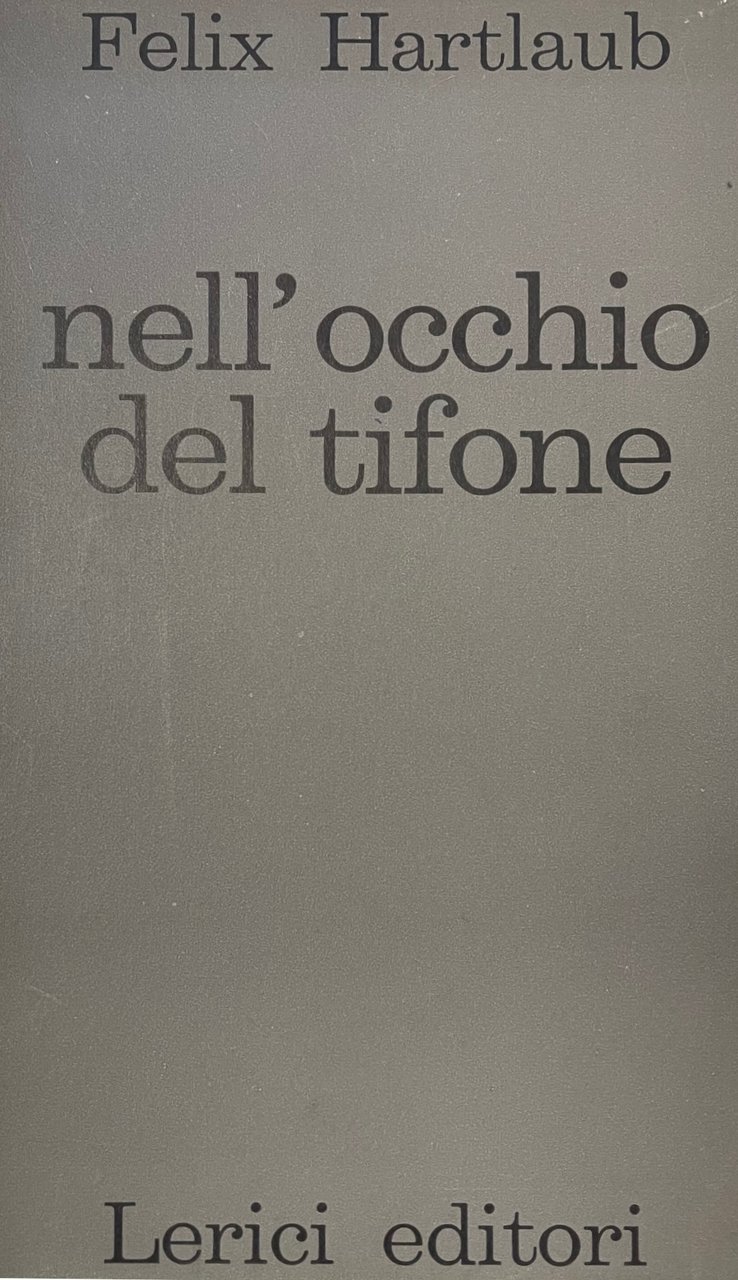 Felix Hartlaub
nell'occhio
del tifone
Lerici editori